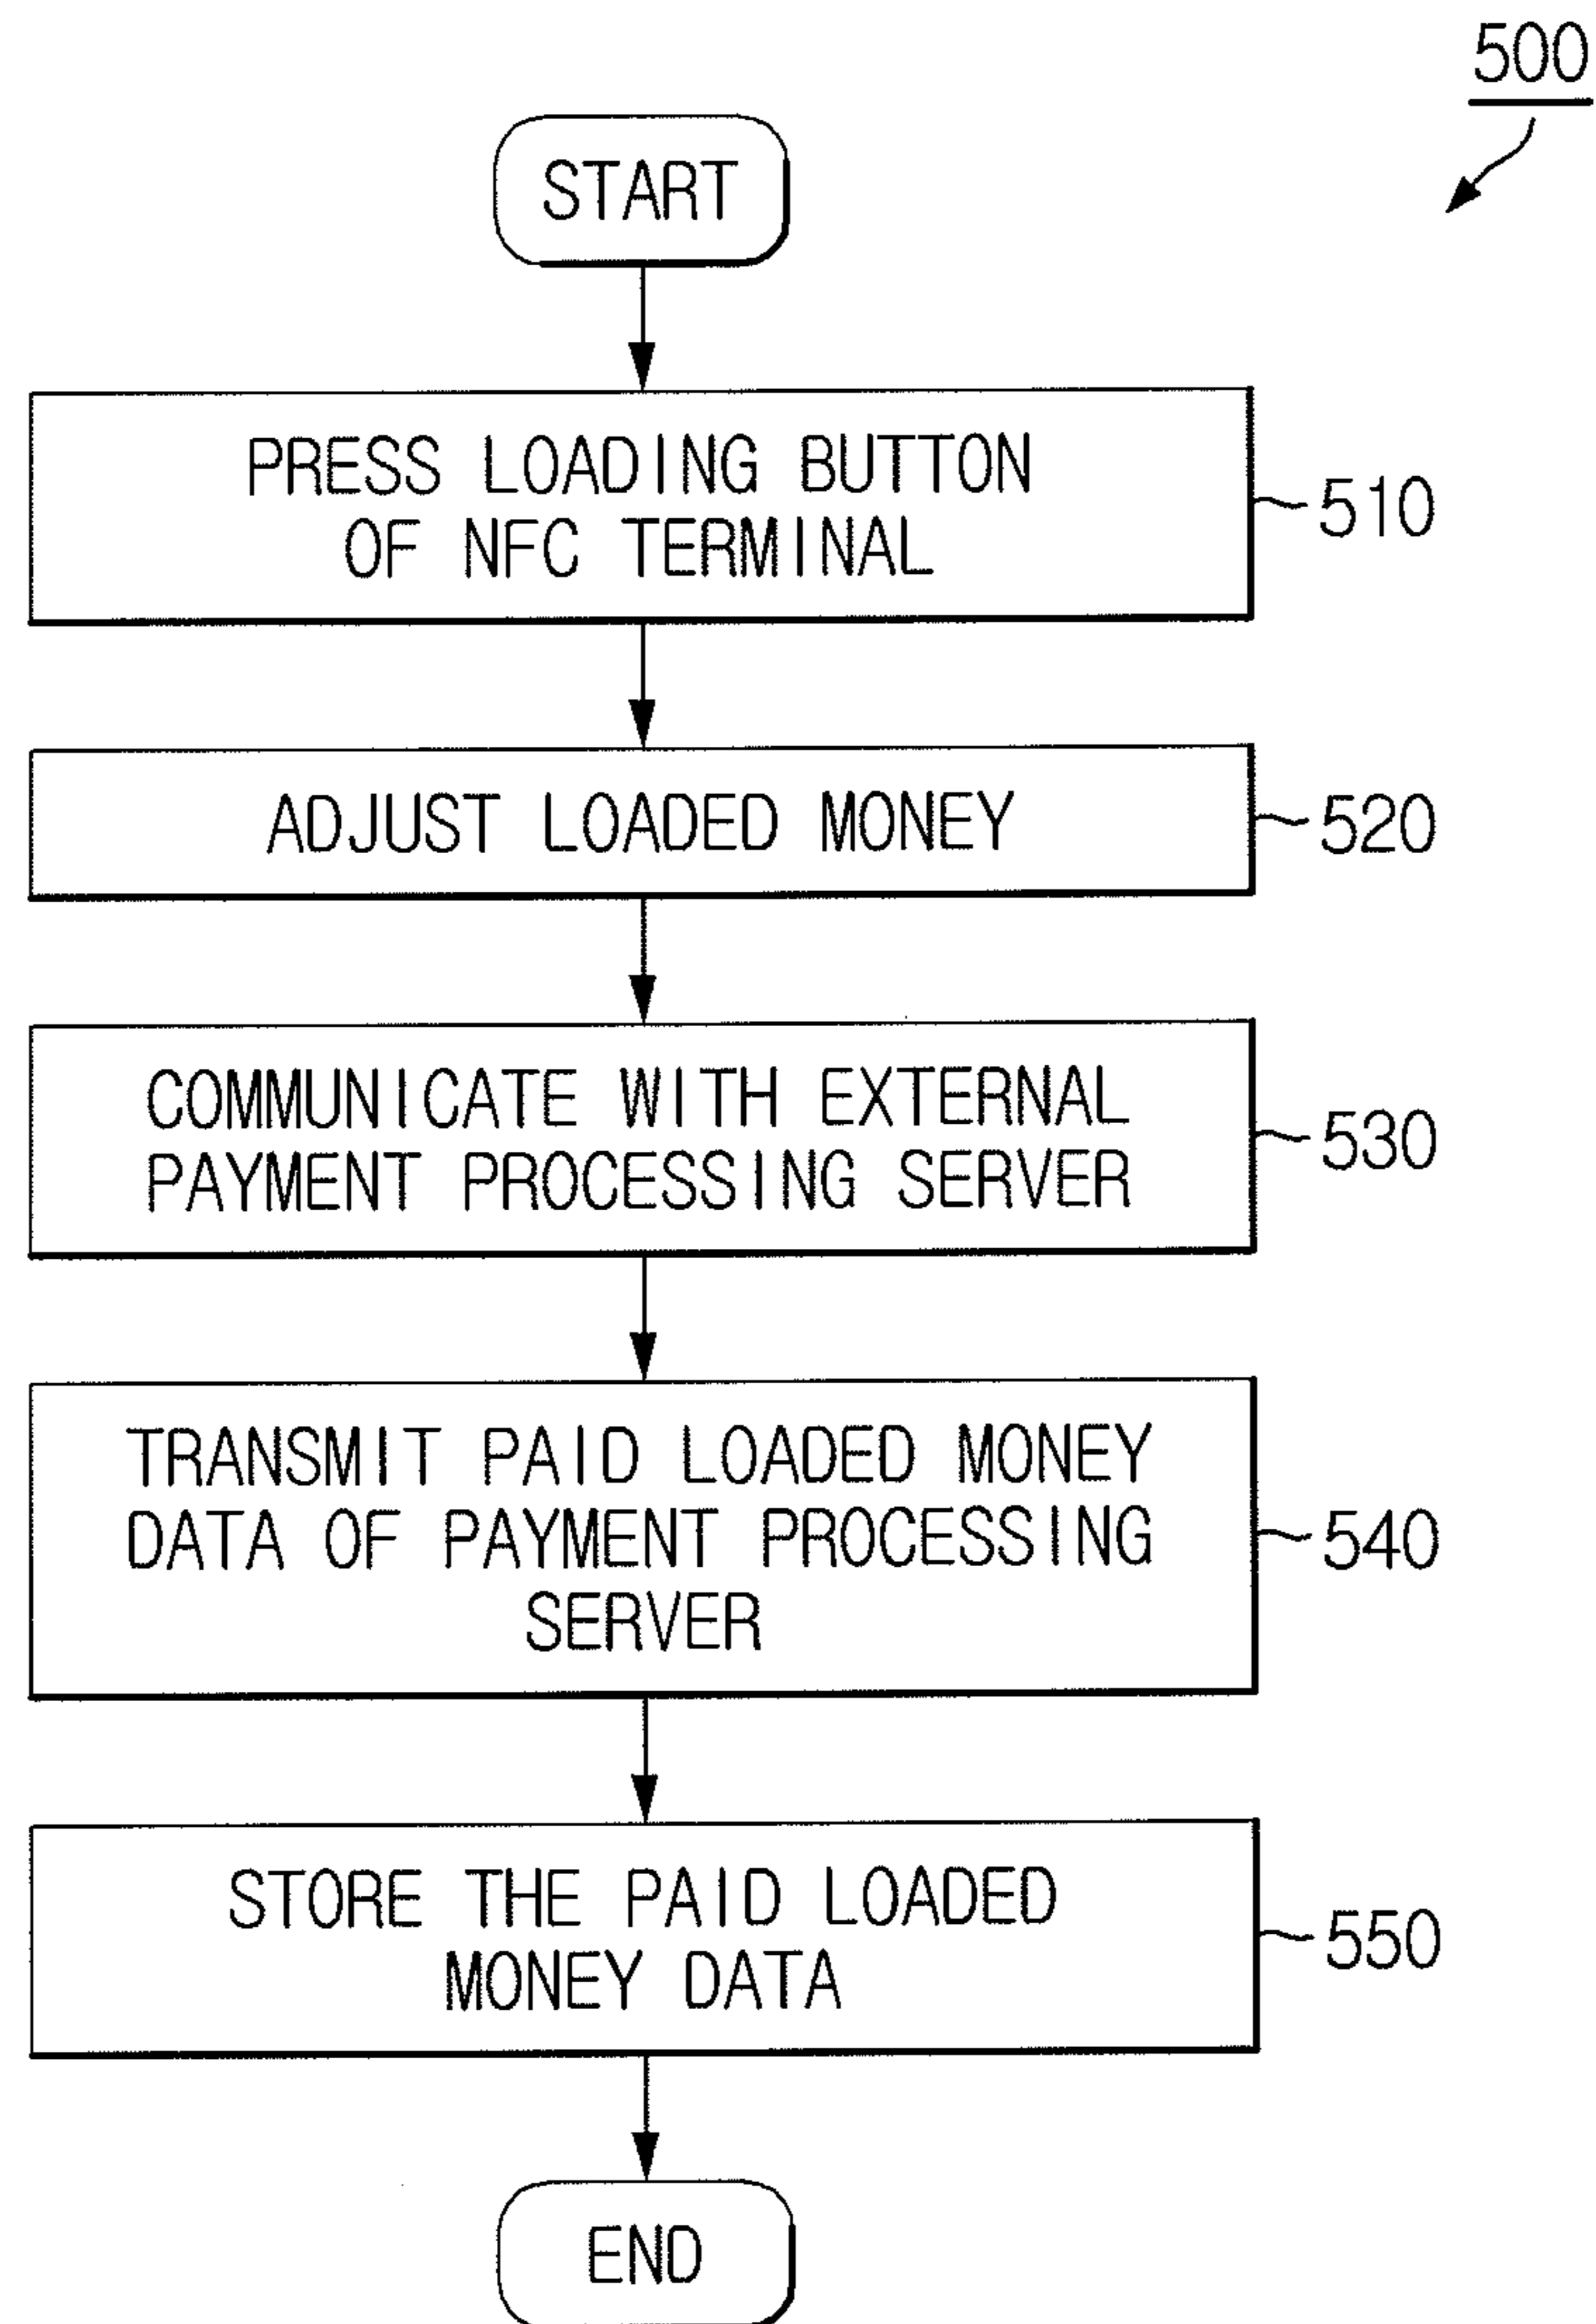 500
START
PRESS LOADING BUTTON
OF NFC TERMINAL
510
ADJUST LOADED MONEY
520
COMMUNICATE WITH EXTERNAL
PAYMENT PROCESSING SERVER
530
TRANSMIT PAID LOADED MONEY
DATA OF PAYMENT PROCESSING
SERVER
540
STORE THE PAID LOADED
MONEY DATA
550
END